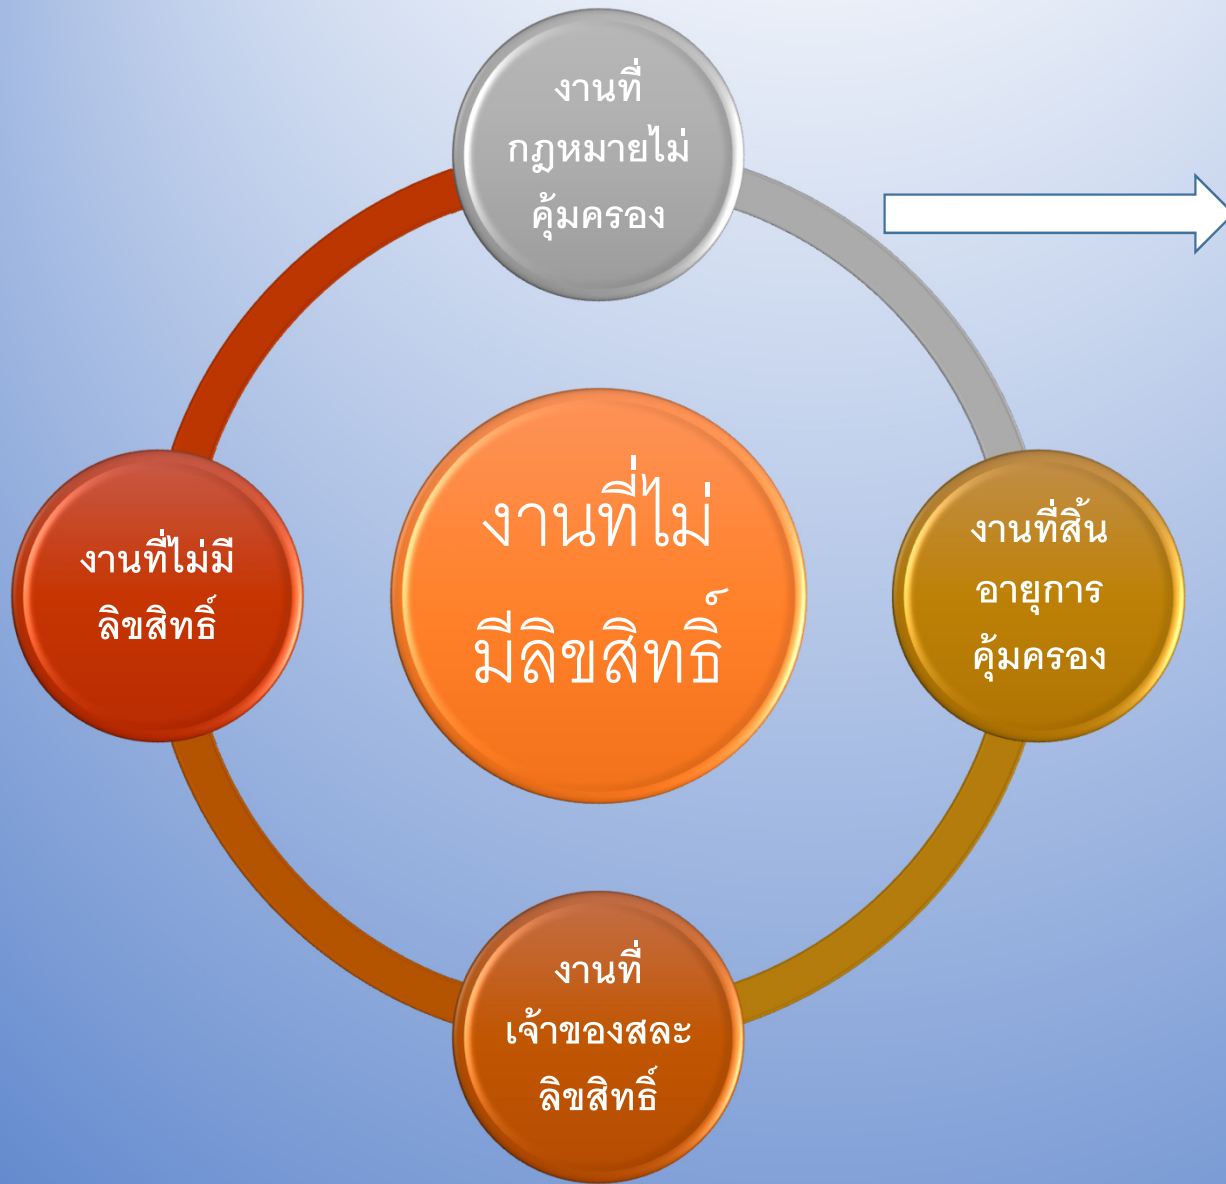 งานที่
กฎหมายไม่
คุ้มครอง
งานที่ไม่
มีลิขสิทธิ์
งานที่สิ้น
อายุการ
คุ้มครอง
งานที่
เจ้าของสละ
ลิขสิทธิ์
งานที่ไม่มี
ลิขสิทธิ์